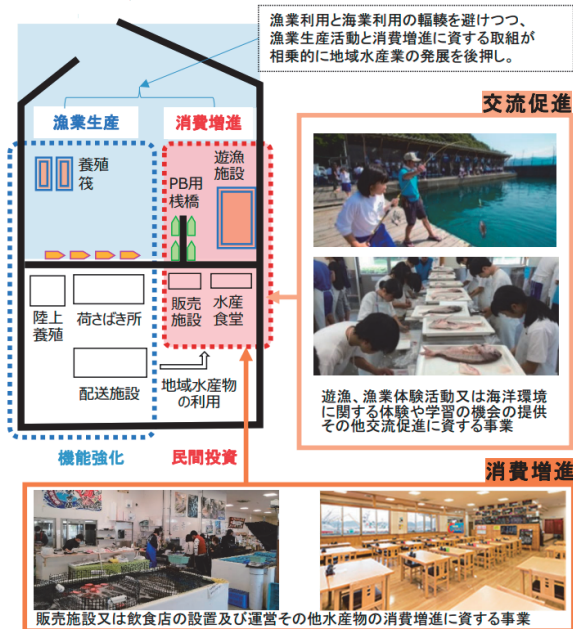 漁業利用と海業利用の輻輳を避けつつ、
漁業生産活動と消費増進に資する取組が
相乗的に地域水産業の発展を後押し。
交流促進
漁業生産
消費増進
養殖
筏
PB用
桟橋
遊漁
施設
陸上
養殖
荷さばき所
販売
施設
水産
食堂
配送施設
地域水産物
の利用
機能強化
民間投資
遊漁、漁業体験活動又は海洋環境
に関する体験や学習の機会の提供
その他交流促進に資する事業
消費増進
販売施設又は飲食店の設置及び運営その他水産物の消費増進に資する事業